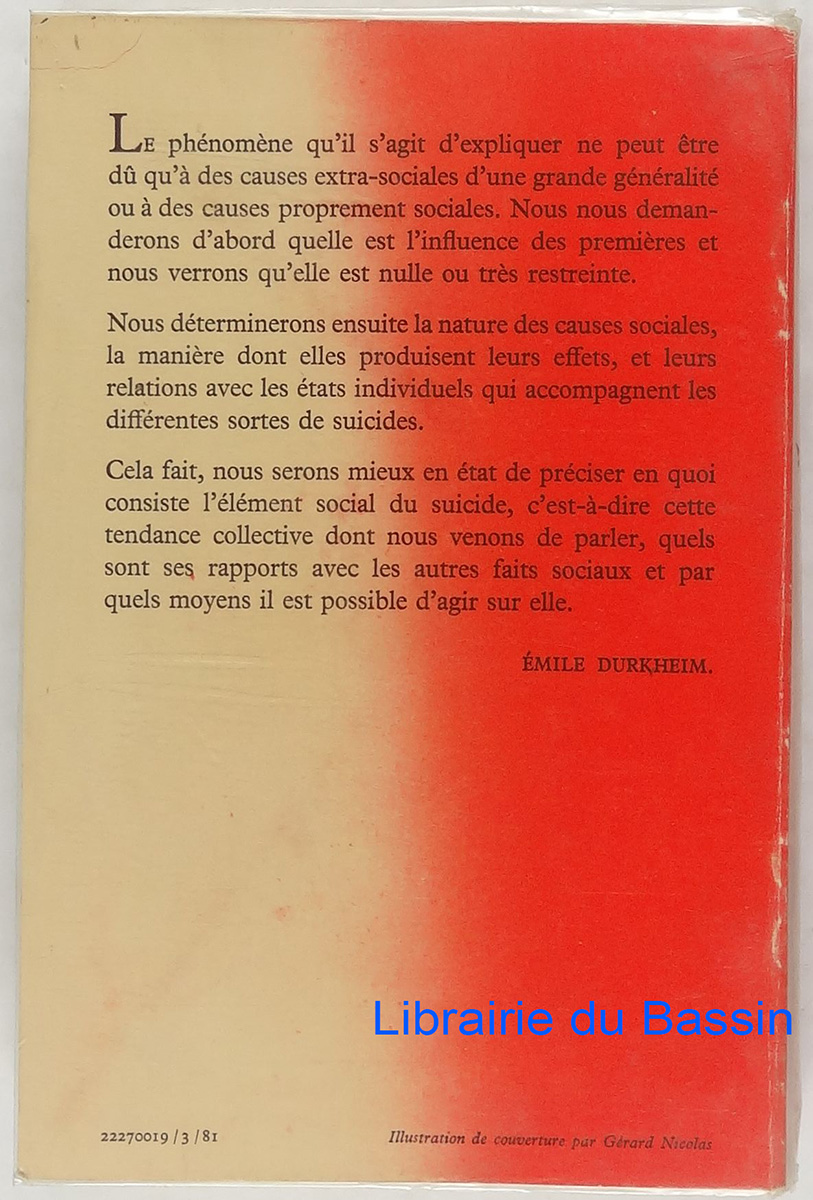 LE phénomène qu'il s'agit d'expliquer ne peut être
dû qu'à des causes extra-sociales d'une grande généralité
ou à des causes proprement sociales. Nous nous deman-
derons d'abord quelle est l'influence des premières et
nous verrons qu'elle est nulle ou très restreinte.
Nous déterminerons ensuite la nature des causes sociales,
la manière dont elles produisent leurs effets, et leurs
relations avec les états individuels qui accompagnent les
différentes sortes de suicides.
Cela fait, nous serons mieux en état de préciser en quoi
consiste l'élément social du suicide, c'est-à-dire cette
tendance collective dont nous venons de parler, quels
sont ses rapports avec les autres faits sociaux et par
quels moyens il est possible d'agir sur elle.
ÉMILE DURKHEIM.
Librairie du Bassin
22270019/3/81
Illustration de couverture par Gérard Nicolas